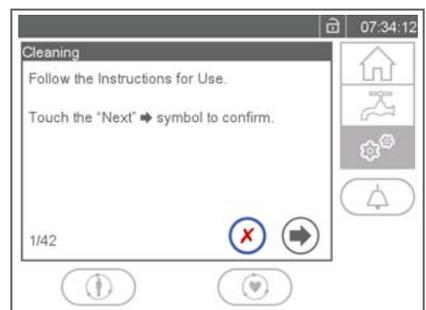 07:34:12
Cleaning
Follow the Instructions for Use.
Touch the “Next” ➡ symbol to confirm.
1/42